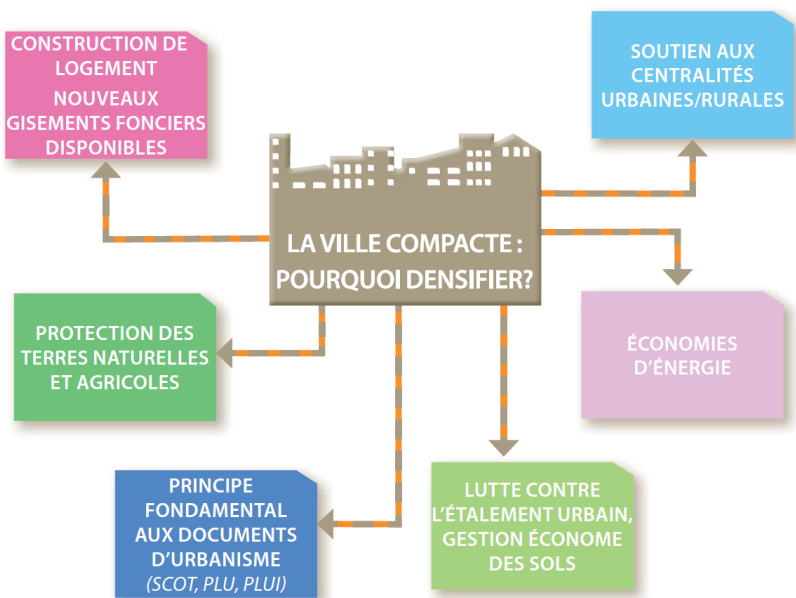 CONSTRUCTION DE
LOGEMENT
NOUVEAUX
GISEMENTS FONCIERS
DISPONIBLES
SOUTIEN AUX
CENTRALITÉS
URBAINES/RURALES
LA VILLE COMPACTE :
POURQUOI DENSIFIER?
PROTECTION DES
TERRES NATURELLES
ET AGRICOLES
ÉCONOMIES
D'ÉNERGIE
PRINCIPE
FONDAMENTAL
AUX DOCUMENTS
D'URBANISME
(SCOT, PLU, PLUI)
LUTTE CONTRE
L'ÉTALEMENT URBAIN,
GESTION ÉCONOME
DES SOLS